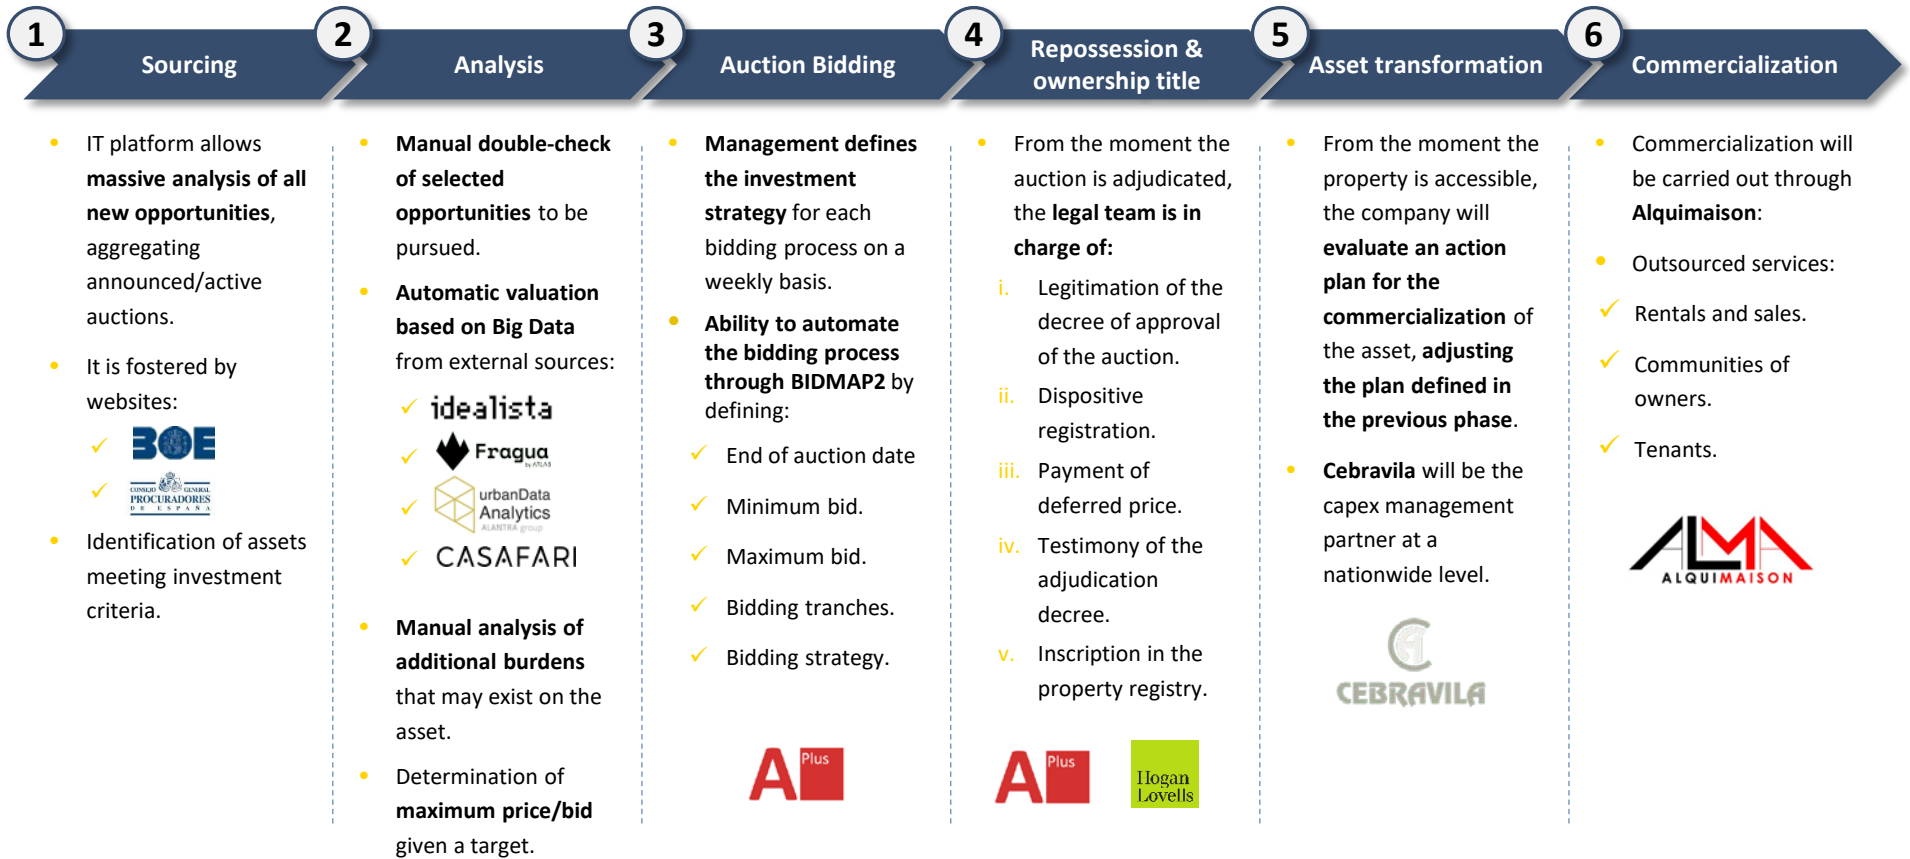 1
Sourcing
2
Analysis
3
Auction Bidding
4
Repossession &
ownership title
5
Asset transformation
6
Commercialization
• IT platform allows
massive analysis of all
new opportunities,
aggregating
announced/active
auctions.
• It is fostered by
websites:
✓ BOE
✓ CONSEJO GENERAL
PROCURADORES
DE ESPAÑA
• Identification of assets
meeting investment
criteria.
• Manual double-check
of selected
opportunities to be
pursued.
• Automatic valuation
based on Big Data
from external sources:
✓ idealista
✓ Fragua
by ATLAS
✓ urbanData
Analytics
ALANTRA group
✓ CASAFARI
• Manual analysis of
additional burdens
that may exist on the
asset.
• Determination of
maximum price/bid
given a target.
• Management defines
the investment
strategy for each
bidding process on a
weekly basis.
• Ability to automate
the bidding process
through BIDMAP2 by
defining:
✓ End of auction date
✓ Minimum bid.
✓ Maximum bid.
✓ Bidding tranches.
✓ Bidding strategy.
A Plus
• From the moment the
auction is adjudicated,
the legal team is in
charge of:
i. Legitimation of the
decree of approval
of the auction.
ii. Dispositive
registration.
iii. Payment of
deferred price.
iv. Testimony of the
adjudication
decree.
v. Inscription in the
property registry.
A Plus
Hogan
Lovells
• From the moment the
property is accessible,
the company will
evaluate an action
plan for the
commercialization of
the asset, adjusting
the plan defined in
the previous phase.
• Cebravila will be the
capex management
partner at a
nationwide level.
CEBRAVILA
• Commercialization will
be carried out through
Alquimaison:
• Outsourced services:
✓ Rentals and sales.
✓ Communities of
owners.
✓ Tenants.
ALMA
ALQUIMAISON